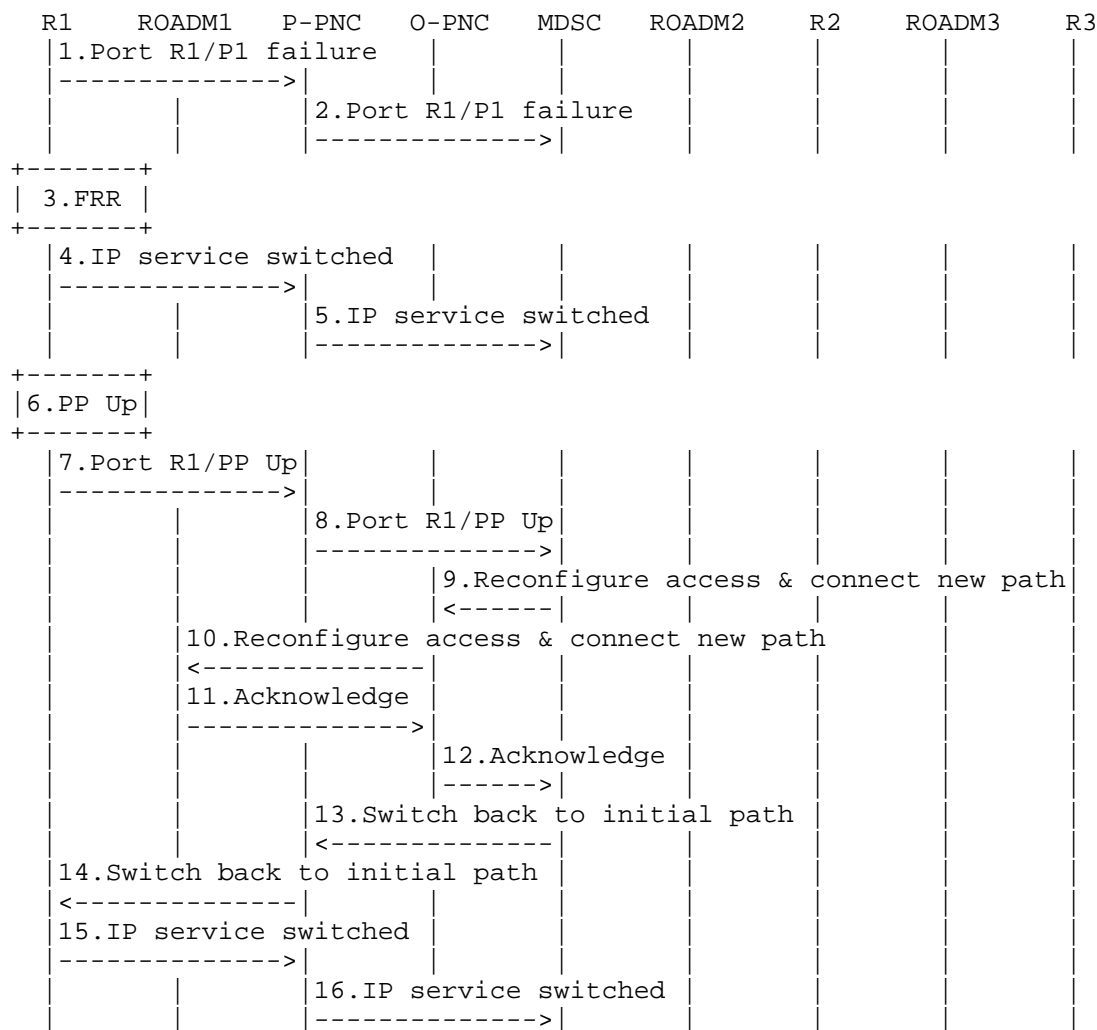 R1 ROADM1 P-PNC O-PNC MDSC ROADM2 R2 ROADM3 R3
1.Port R1/P1 failure
2.Port R1/P1 failure
3.FRR
4.IP service switched
5.IP service switched
6.PP Up
7.Port R1/PP Up
8.Port R1/PP Up
9.Reconfigure access & connect new path
10.Reconfigure access & connect new path
11.Acknowledge
12.Acknowledge
13.Switch back to initial path
14.Switch back to initial path
15.IP service switched
16.IP service switched